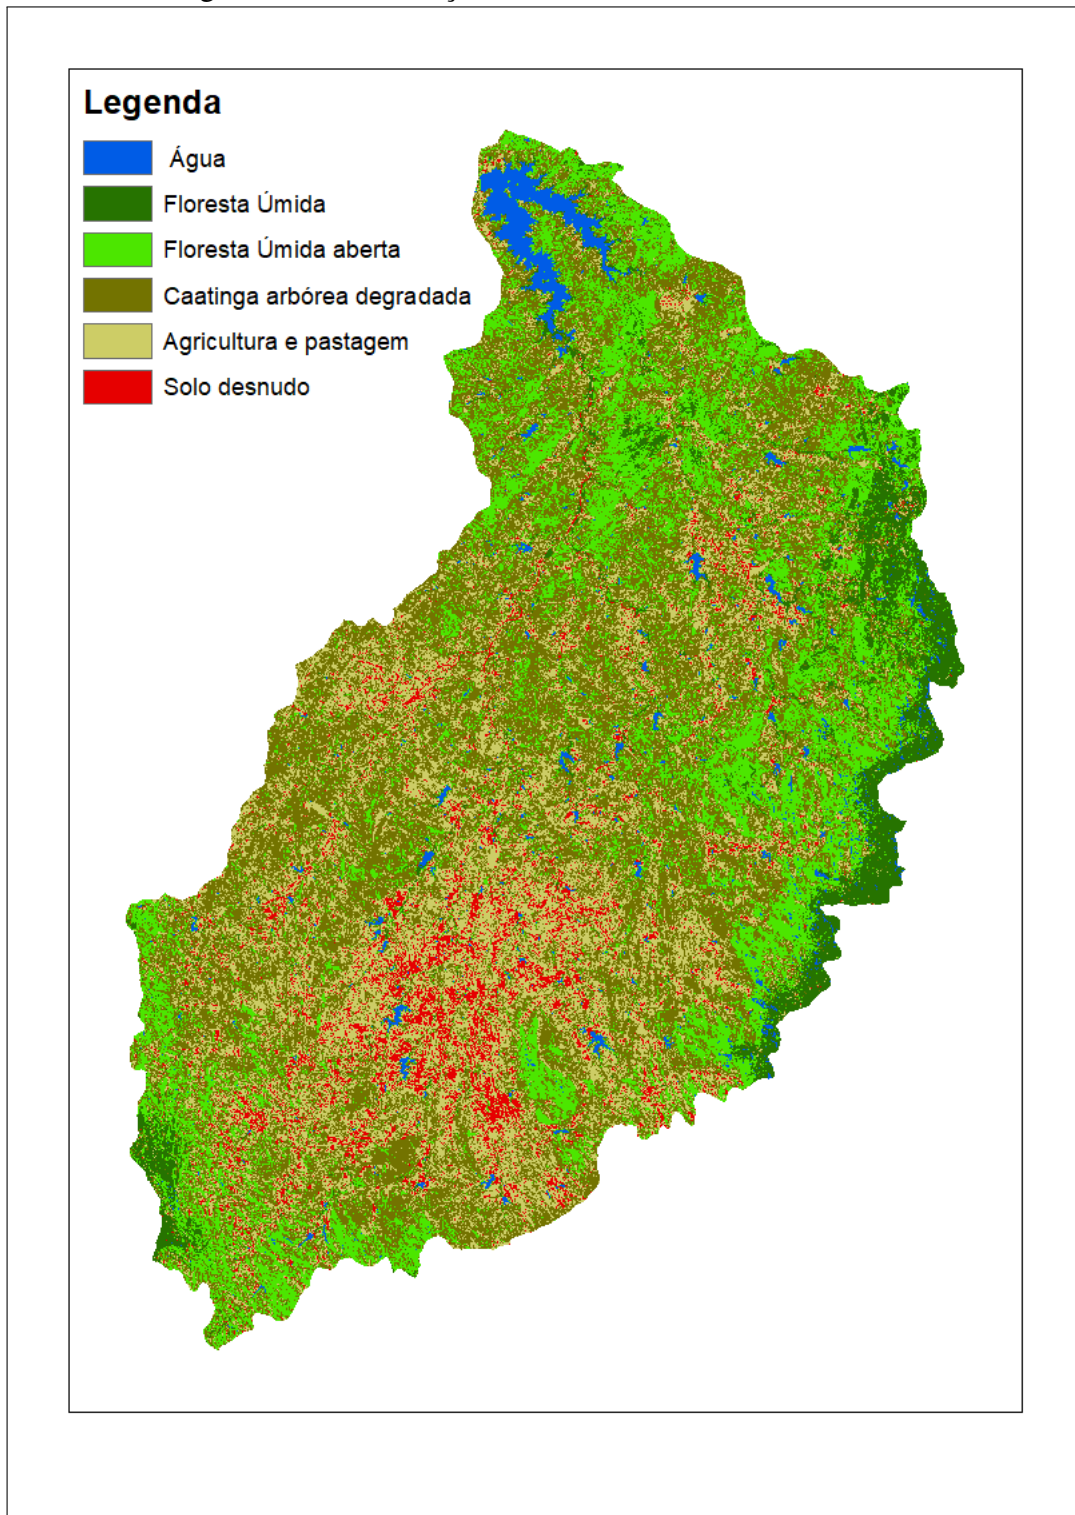 Legenda
Água
Floresta Úmida
Floresta Úmida aberta
Caatinga arbórea degradada
Agricultura e pastagem
Solo desnudo